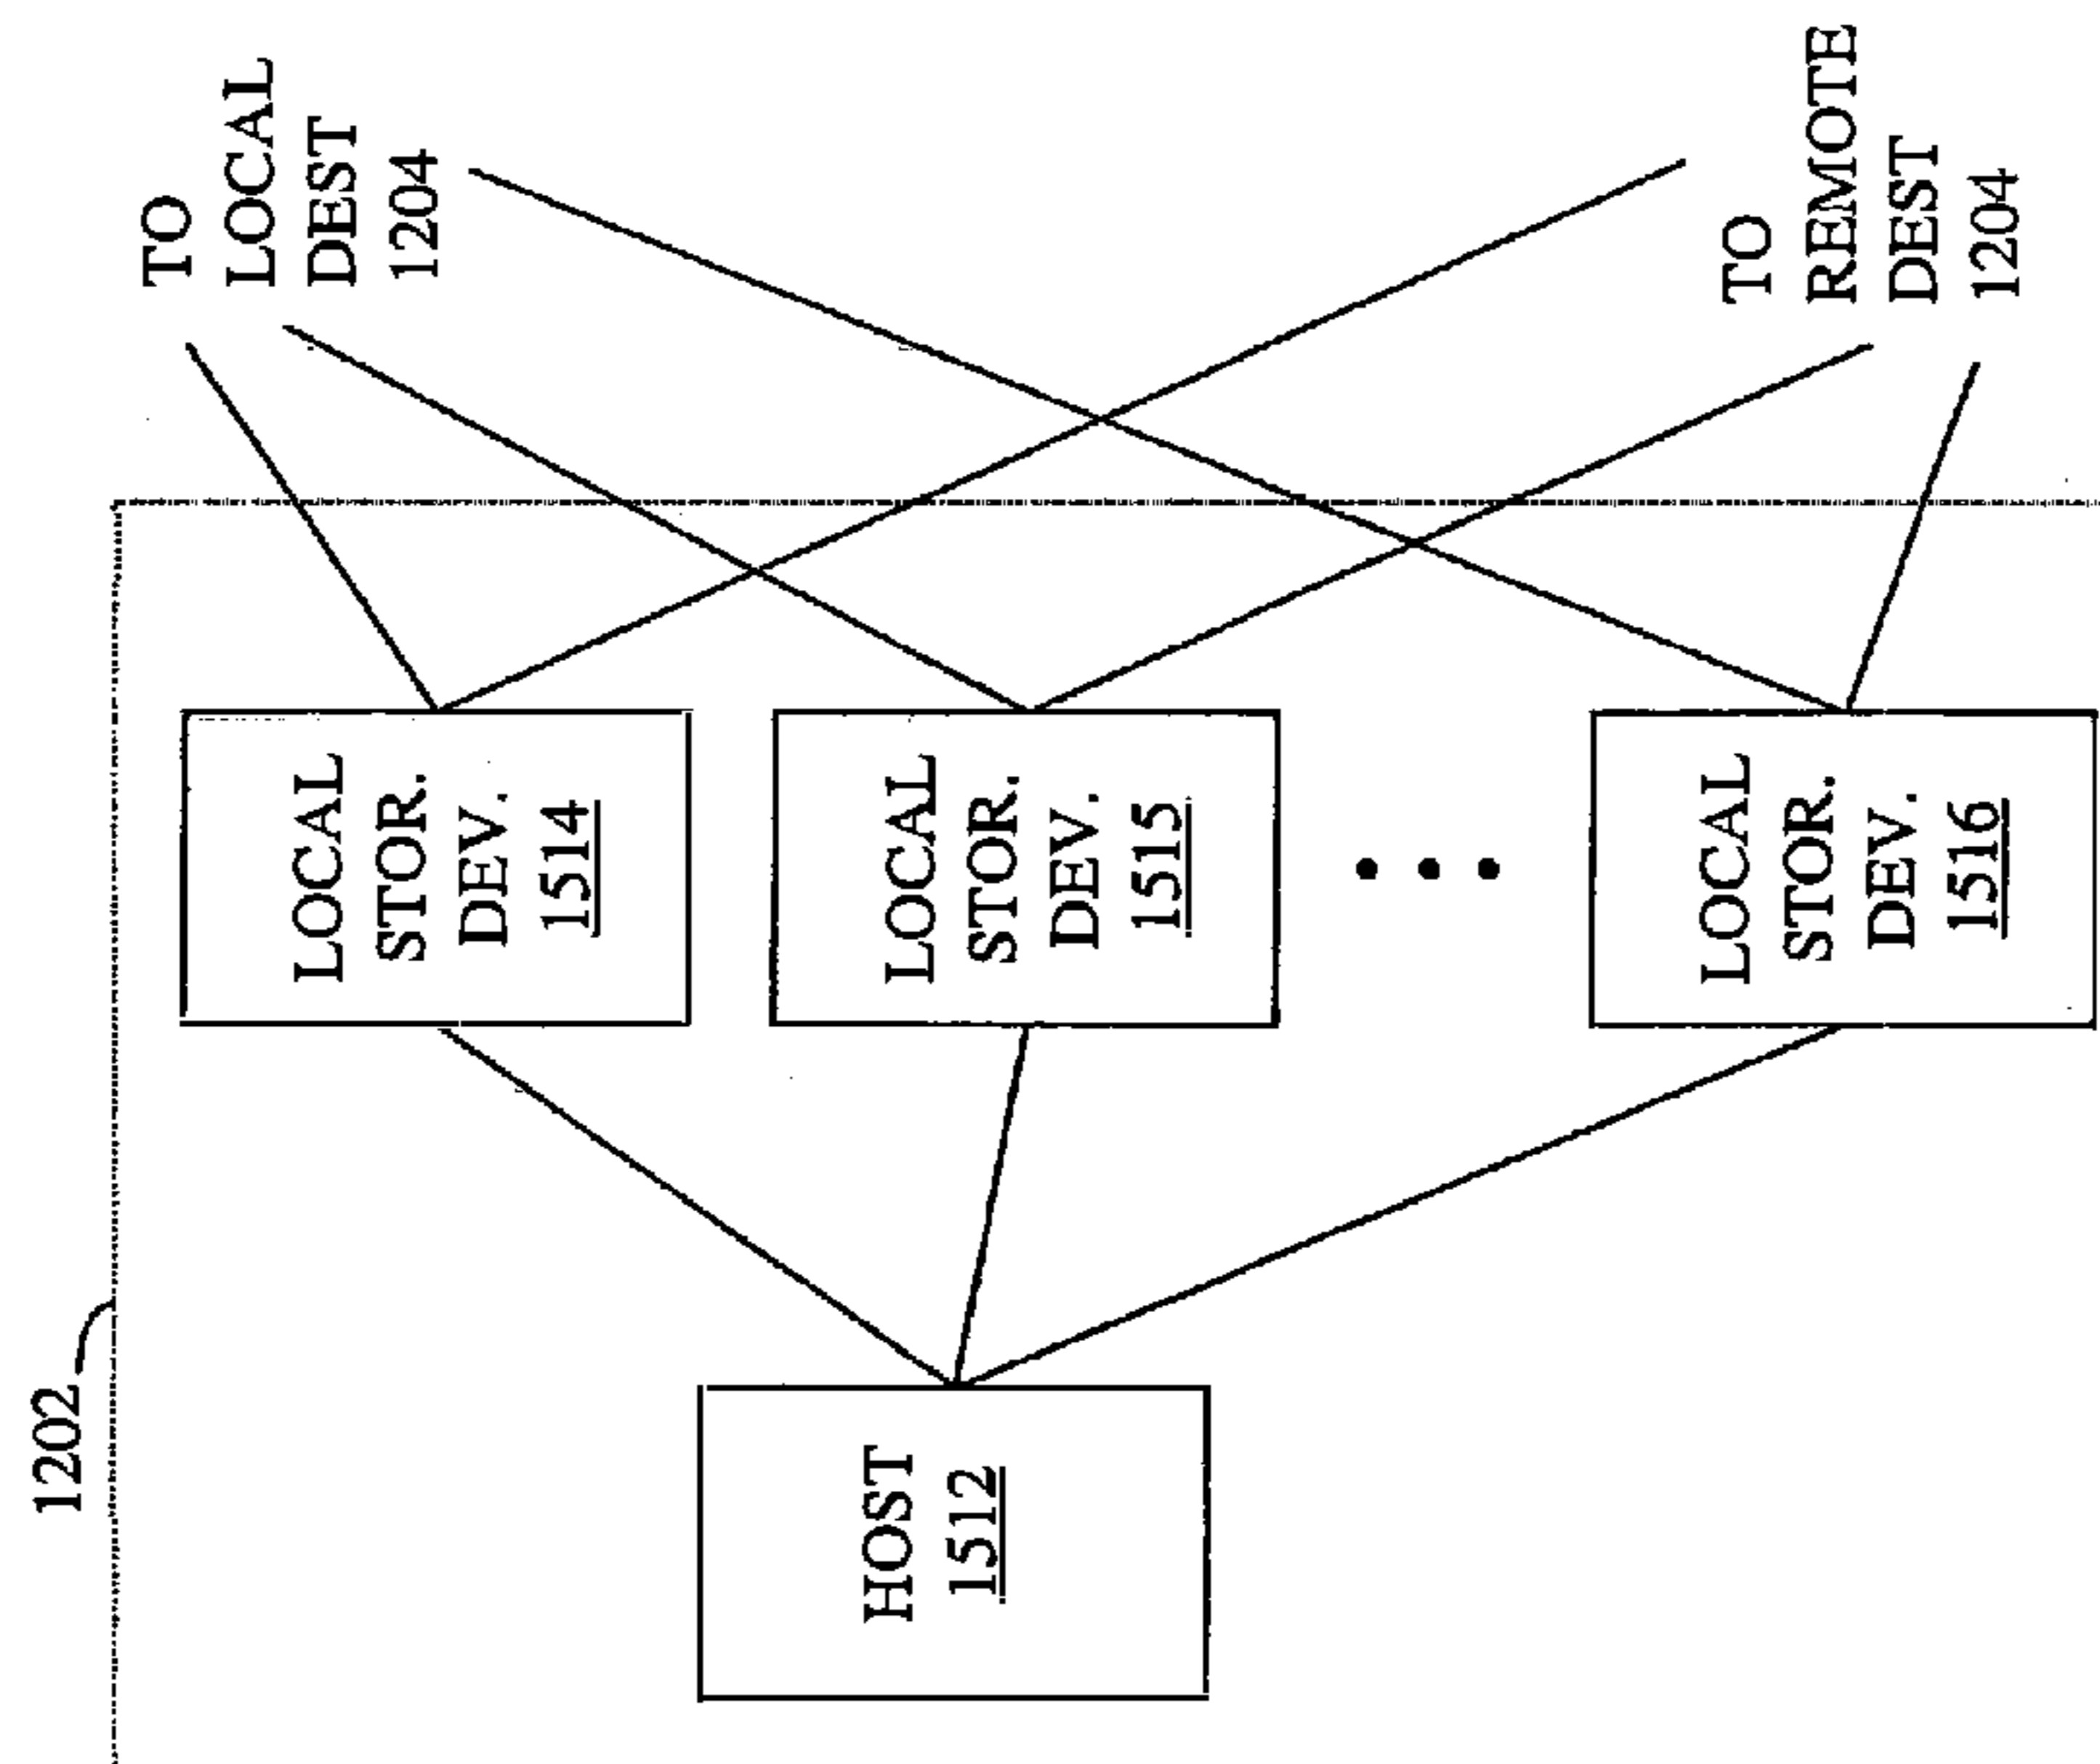 1202
HOST
1512
LOCAL
STOR.
DEV.
1514
LOCAL
STOR.
DEV.
1515
LOCAL
STOR.
DEV.
1516
TO
LOCAL
DEST
1204
TO
REMOTE
DEST
1204